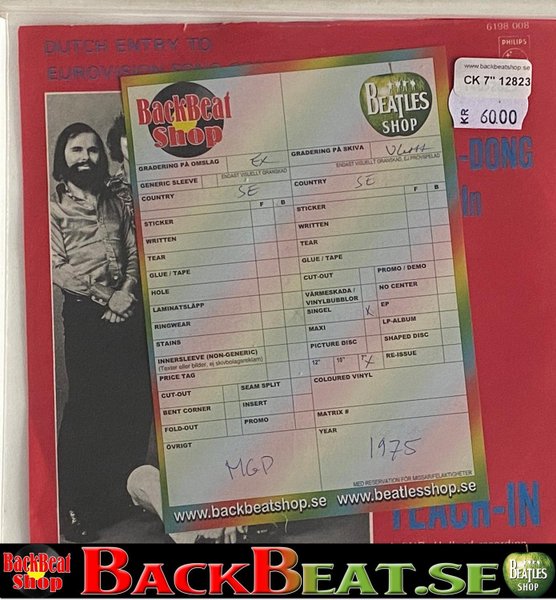 6198 008
DUTCH ENTRY TO
EUROVISION
PHILIPS
www.backbeatshop.se
CK 7" 12823
KR 60.00
BackBeat
Shop
BEATLES
SHOP
-DONG
GRADERING PÅ OMSLAG EX
ENDAST VISUELLT GRANSKAD
GRADERING PÅ SKIVA
ENDAST VISUELLT GRANSKAD, EJ PROVSPELAD
GENERIC SLEEVE
COUNTRY SE
COUNTRY SE
F B
F B
STICKER
STICKER
WRITTEN
WRITTEN
TEAR
TEAR
GLUE / TAPE
GLUE / TAPE
HOLE
CUT-OUT
PROMO / DEMO
LAMINATSLÄPP
VÄRMESKADA /
VINYLBUBBLOR
NO CENTER
RINGWEAR
SINGEL X
EP
STAINS
MAXI
LP-ALBUM
INNERSLEEVE (NON-GENERIC)
(Texter eller bilder, ej skivbolagsreklam)
PICTURE DISC
SHAPED DISC
12" 10" 7" X
RE-ISSUE
PRICE TAG
COLOURED VINYL
CUT-OUT
SEAM SPLIT
BENT CORNER
INSERT
FOLD-OUT
PROMO
MATRIX #
ÖVRIGT
YEAR
MGP
1975
MED RESERVATION FÖR MISSKRIFELAKTIGHETER
www.backbeatshop.se www.beatlesshop.se
TEACH-IN
BackBeat
Shop
BACKBEAT.SE
BEATLES
SHOP